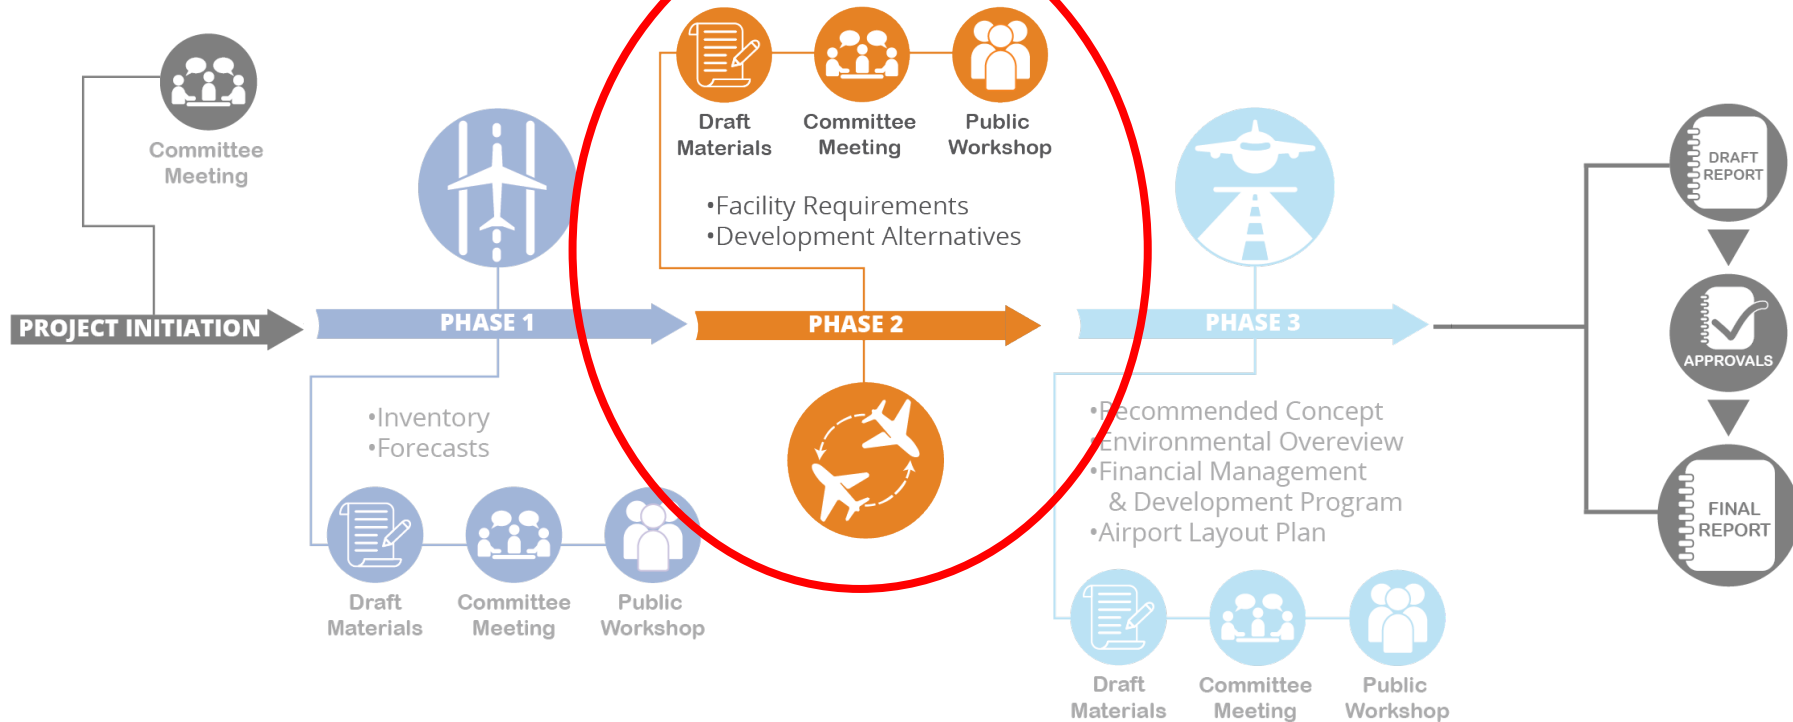 Committee
Meeting
PROJECT INITIATION
PHASE 1
•Inventory
•Forecasts
Draft
Materials
Committee
Meeting
Public
Workshop
Draft
Materials
Committee
Meeting
Public
Workshop
•Facility Requirements
•Development Alternatives
PHASE 2
PHASE 3
•Recommended Concept
•Environmental Overeview
•Financial Management
& Development Program
•Airport Layout Plan
Draft
Materials
Committee
Meeting
Public
Workshop
DRAFT
REPORT
APPROVALS
FINAL
REPORT